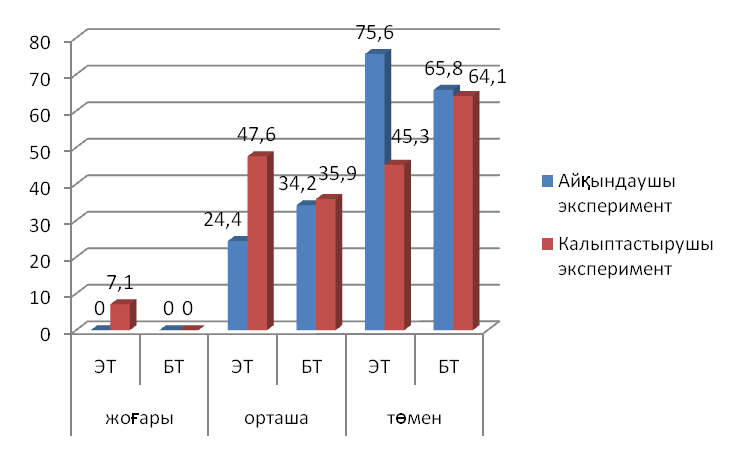 75,6
80
70
65,8
64,1
60
47,6
45,3
50
34,2
35,9
40
24,4
30
20
7,1
10
0
0
0
0
ЭТ
БТ
ЭТ
БТ
ЭТ
БТ
жоғары
орташа
төмен
Айқындаушы
эксперимент
Калыптастырушы
эксперимент